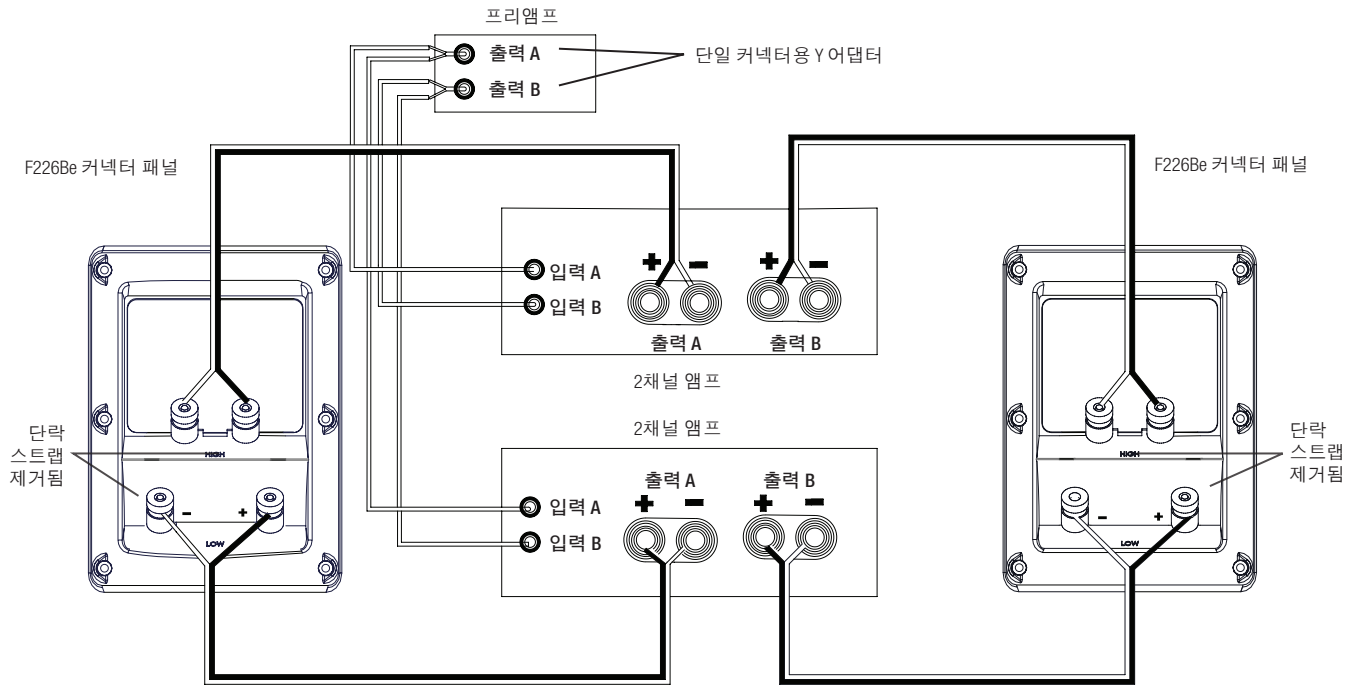 프리앰프
출력 A
출력 B
단일 커넥터용 Y 어댑터
F226Be 커넥터 패널
F226Be 커넥터 패널
입력 A
입력 B
+ -
출력 A
+ -
출력 B
2채널 앰프
2채널 앰프
출력 A
+ -
출력 B
+ -
입력 A
입력 B
단락
스트랩
제거됨
HIGH
- +
LOW
HIGH
- +
LOW
단락
스트랩
제거됨